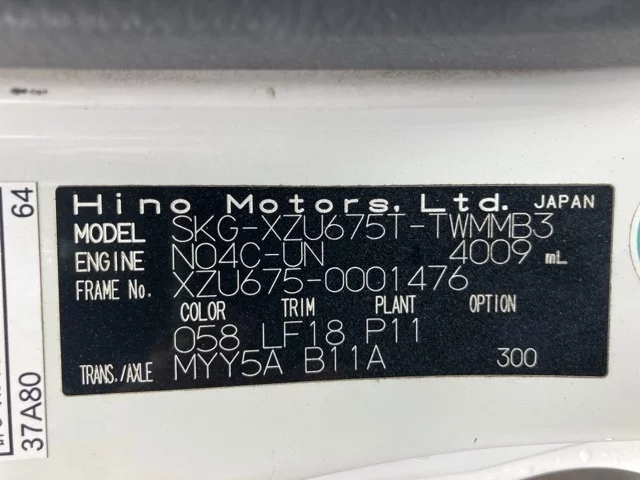 Hino Motors, Ltd. JAPAN
MODEL SKG-XZU675T-TWMMB3
ENGINE N04C-UN 4009 mL
FRAME No. XZU675-0001476
COLOR TRIM PLANT OPTION
058 LF18 P11
TRANS./AXLE MYY5A B11A 300
64
37A80